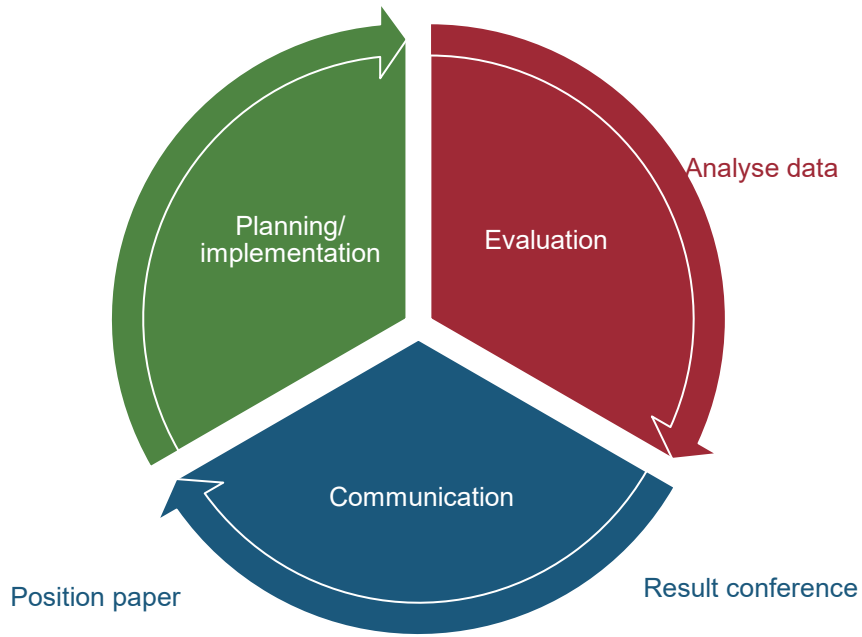 Analyse data
Planning/
implementation
Evaluation
Communication
Position paper
Result conference